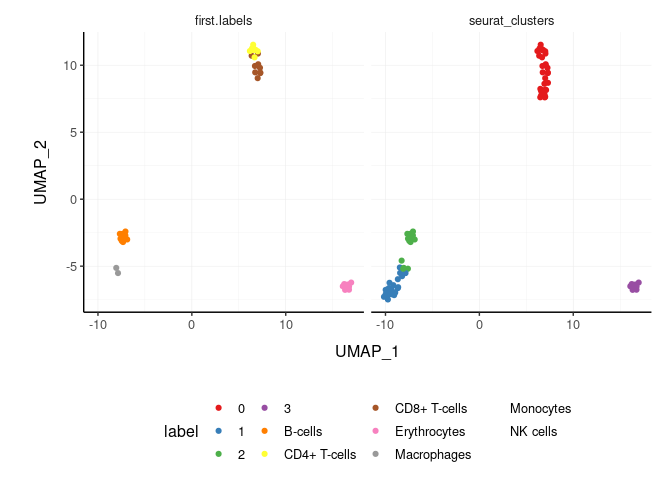 first.labels seurat_clusters
10
5
0
-5
UMAP_2
-10 0 10 -10 0 10
UMAP_1
label
0 3 CD8+ T-cells Monocytes
1 B-cells Erythrocytes NK cells
2 CD4+ T-cells Macrophages